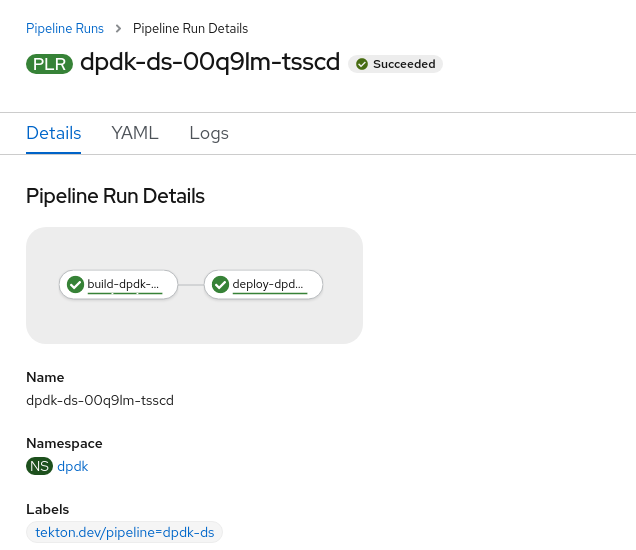 Pipeline Runs > Pipeline Run Details
PLR dpdk-ds-00q9lm-tsscd Succeeded
Details YAML Logs
Pipeline Run Details
build-dpdk-... deploy-dpd...
Name
dpdk-ds-00q9lm-tsscd
Namespace
NS dpdk
Labels
tekton.dev/pipeline=dpdk-ds